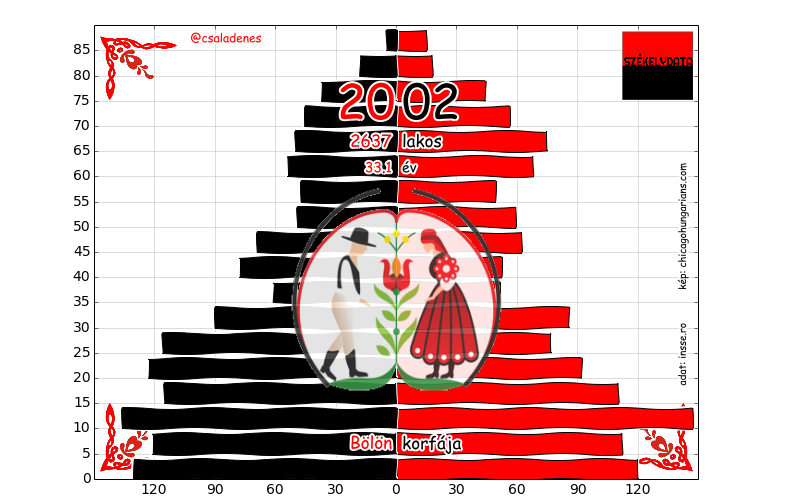 @csaladenes
SZÉKELYDATA
2002
2637 lakos
33.1 év
kép: chicagohungarians.com
adat: insse.ro
Bölön korfája
85
80
75
70
65
60
55
50
45
40
35
30
25
20
15
10
5
0
120 90 60 30 0 30 60 90 120